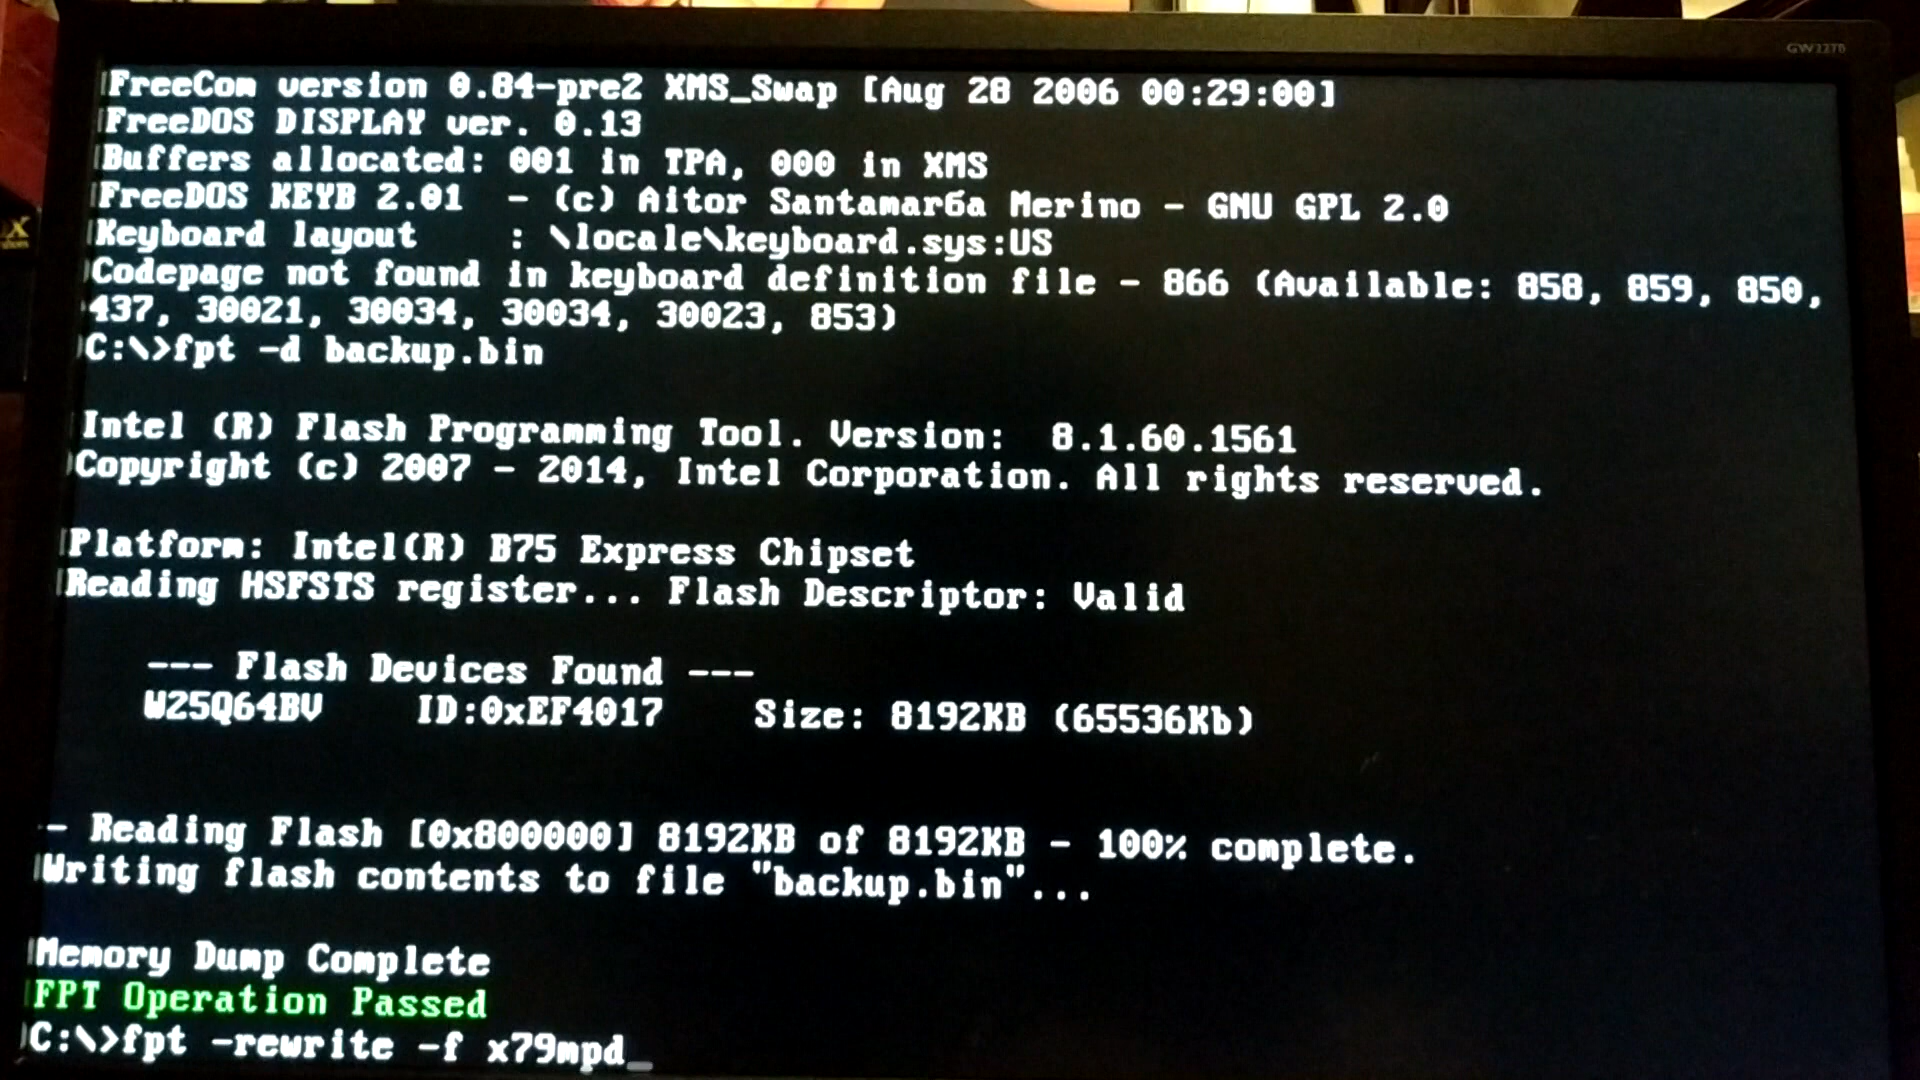 GW2270
FreeCom version 0.84-pre2 XMS_Swap [Aug 28 2006 00:29:00]
FreeDOS DISPLAY ver. 0.13
Buffers allocated: 001 in TPA, 000 in XMS
FreeDOS KEYB 2.01 - (c) Aitor Santamarбa Merino - GNU GPL 2.0
Keyboard layout : \locale\keyboard.sys:US
Codepage not found in keyboard definition file - 866 (Available: 858, 859, 850,
437, 30021, 30034, 30034, 30023, 853)
C:\>fpt -d backup.bin
Intel (R) Flash Programming Tool. Version: 8.1.60.1561
Copyright (c) 2007 - 2014, Intel Corporation. All rights reserved.
Platform: Intel(R) B75 Express Chipset
Reading HSFSTS register... Flash Descriptor: Valid
--- Flash Devices Found ---
W25Q64BV ID:0xEF4017 Size: 8192KB (65536Kb)
- Reading Flash [0x800000] 8192KB of 8192KB - 100% complete.
Writing flash contents to file "backup.bin"...
Memory Dump Complete
FPT Operation Passed
C:\>fpt -rewrite -f x79mpd_